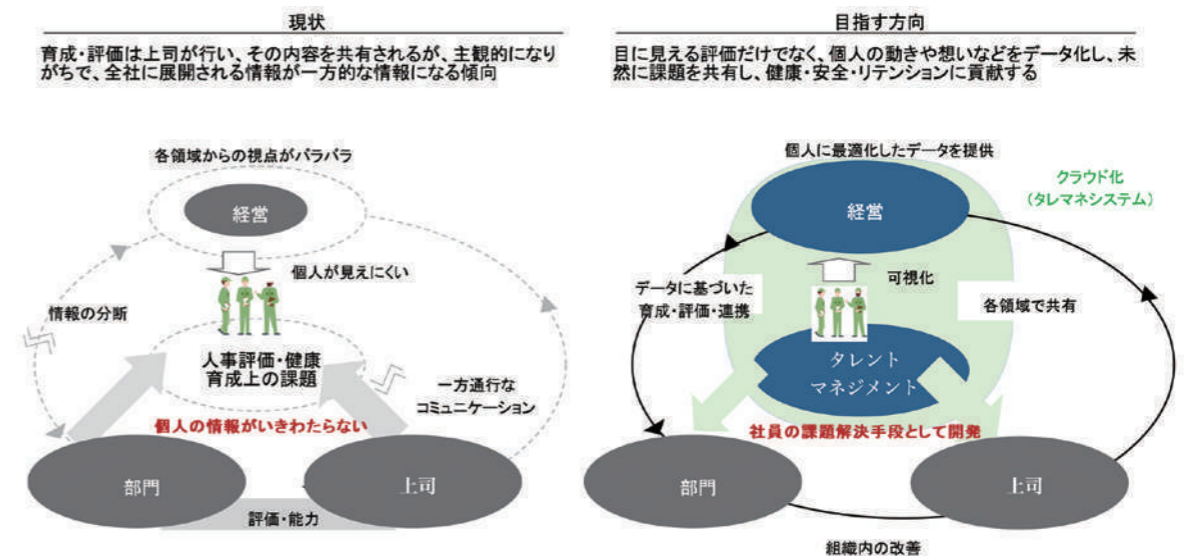 現状
育成・評価は上司が行い、その内容を共有されるが、主観的になり
がちで、全社に展開される情報が一方的な情報になる傾向
各領域からの視点がバラバラ
経営
個人が見えにくい
情報の分断
人事評価・健康
育成上の課題
一方通行な
コミュニケーション
個人の情報がいきわたらない
部門
上司
評価・能力
目指す方向
目に見える評価だけでなく、個人の動きや想いなどをデータ化し、未
然に課題を共有し、健康・安全・リテンションに貢献する
個人に最適化したデータを提供
クラウド化
（タレマネシステム）
経営
可視化
データに基づいた
育成・評価・連携
各領域で共有
タレント
マネジメント
社員の課題解決手段として開発
部門
上司
組織内の改善